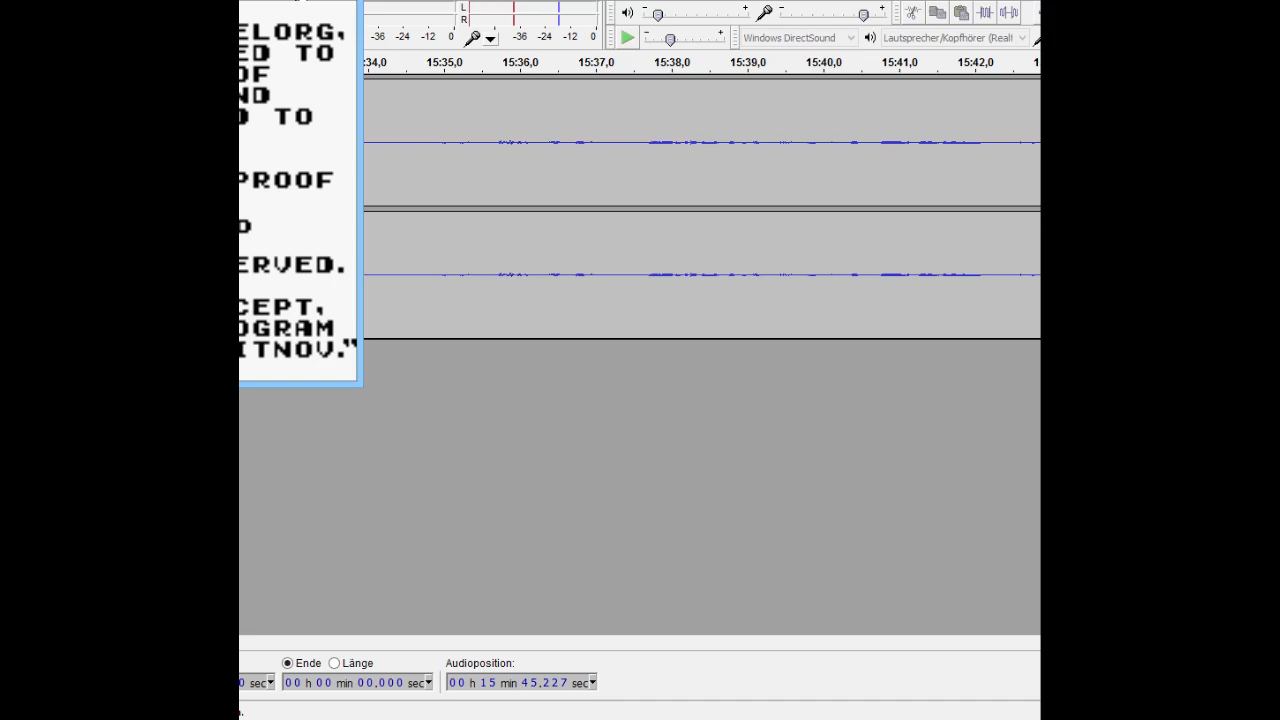 ELORG,
ED TO
OF
ND
D TO
PROOF
O
ERVED.
CEPT,
OGRAM
ITNOV."
L
R
-36 -24 -12 0
-36 -24 -12 0
Windows DirectSound
Lautsprecher/Kopfhörer (Realt
:34,0 15:35,0 15:36,0 15:37,0 15:38,0 15:39,0 15:40,0 15:41,0 15:42,0
Ende Länge Audioposition:
0 sec 00 h 00 min 00.000 sec 00 h 15 min 45.227 sec